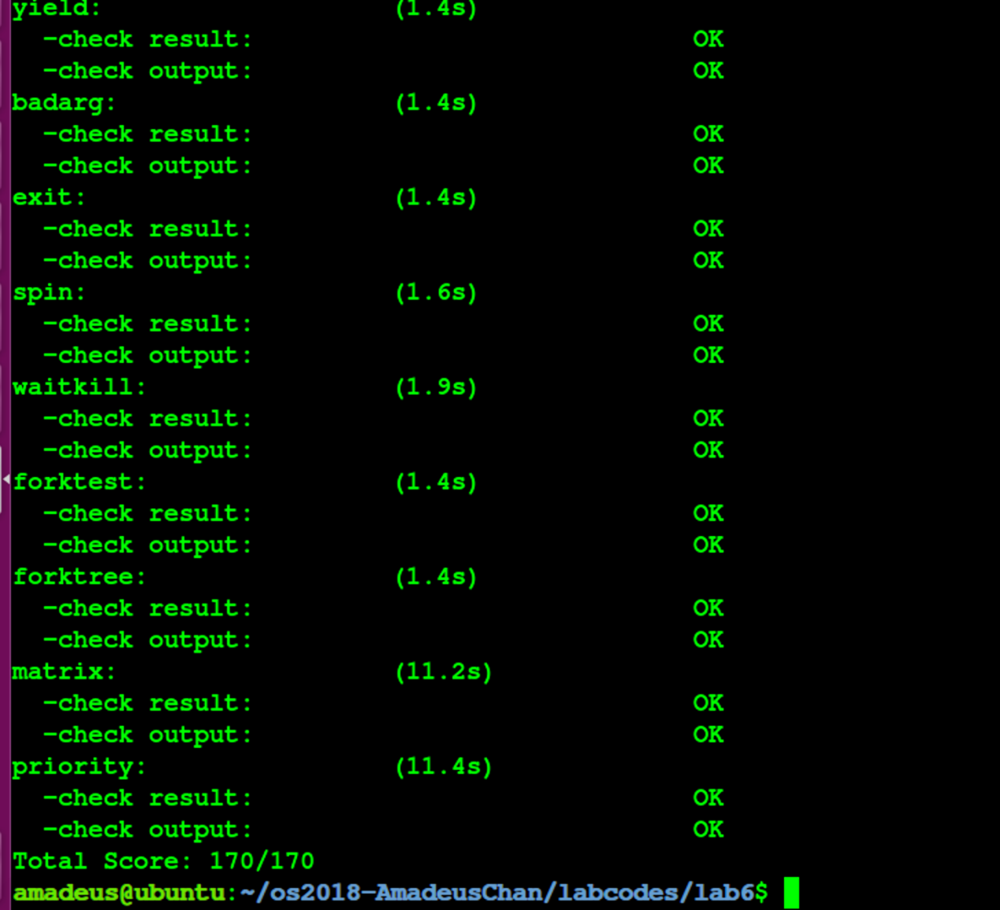 yield: (1.4s)
-check result: OK
-check output: OK
badarg: (1.4s)
-check result: OK
-check output: OK
exit: (1.4s)
-check result: OK
-check output: OK
spin: (1.6s)
-check result: OK
-check output: OK
waitkill: (1.9s)
-check result: OK
-check output: OK
forktest: (1.4s)
-check result: OK
-check output: OK
forktree: (1.4s)
-check result: OK
-check output: OK
matrix: (11.2s)
-check result: OK
-check output: OK
priority: (11.4s)
-check result: OK
-check output: OK
Total Score: 170/170
amadeus@ubuntu:~/os2018-AmadeusChan/labcodes/lab6$